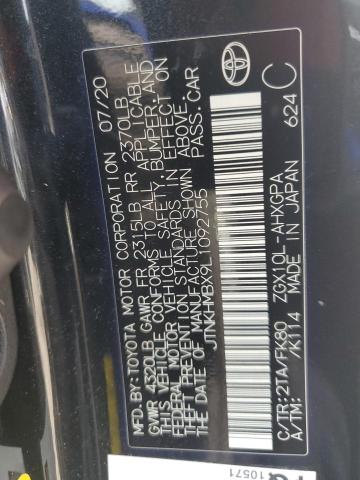 MFD.BY:TOYOTA MOTOR CORPORATION 07/20
GVWR 4320LB GAWR FR 2315LB RR 2370LB
THIS VEHICLE CONFORMS TO ALL APPLICABLE
FEDERAL MOTOR VEHICLE SAFETY, BUMPER, AND
THEFT PREVENTION STANDARDS IN EFFECT ON
THE DATE OF MANUFACTURE SHOWN ABOVE.
JTNKHMBX9L1092755 PASS.CAR
C/TR:2TA/FK80 ZGX10L-AHXGPA
A/TM: /K114 MADE IN JAPAN 624 C
TOYOTA
10571